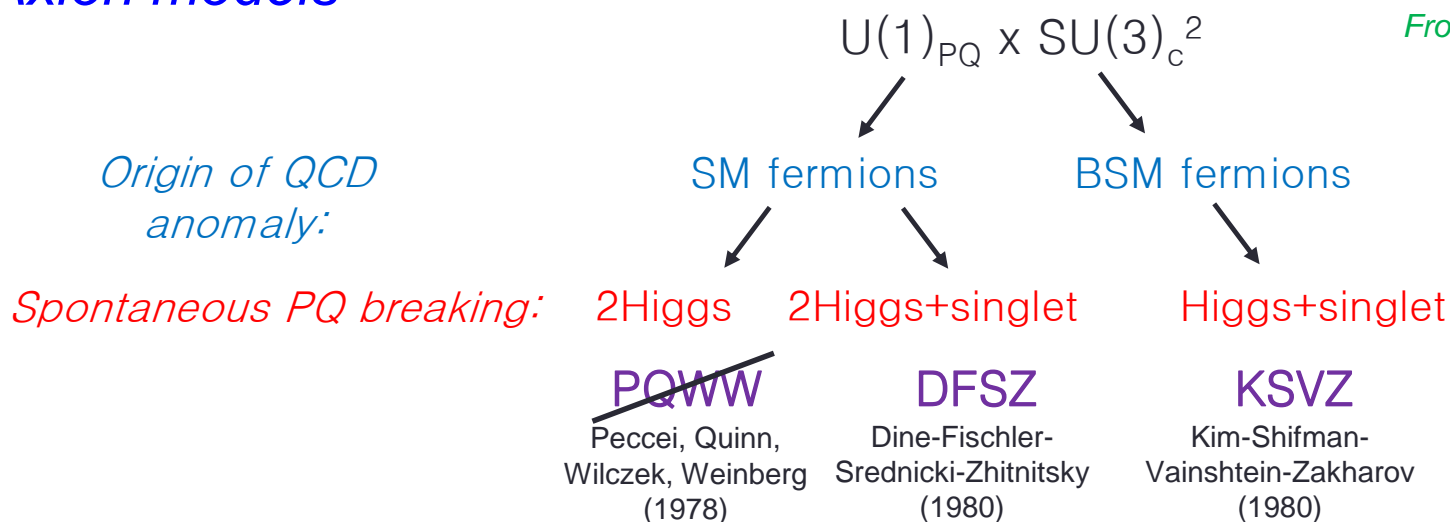 U(1)PQ x SU(3)c²
Origin of QCD
anomaly:
SM fermions BSM fermions
Spontaneous PQ breaking: 2Higgs 2Higgs+singlet Higgs+singlet
PQWW DFSZ KSVZ
Peccei, Quinn,
Wilczek, Weinberg
(1978)
Dine-Fischler-
Srednicki-Zhitnitsky
(1980)
Kim-Shifman-
Vainshtein-Zakharov
(1980)